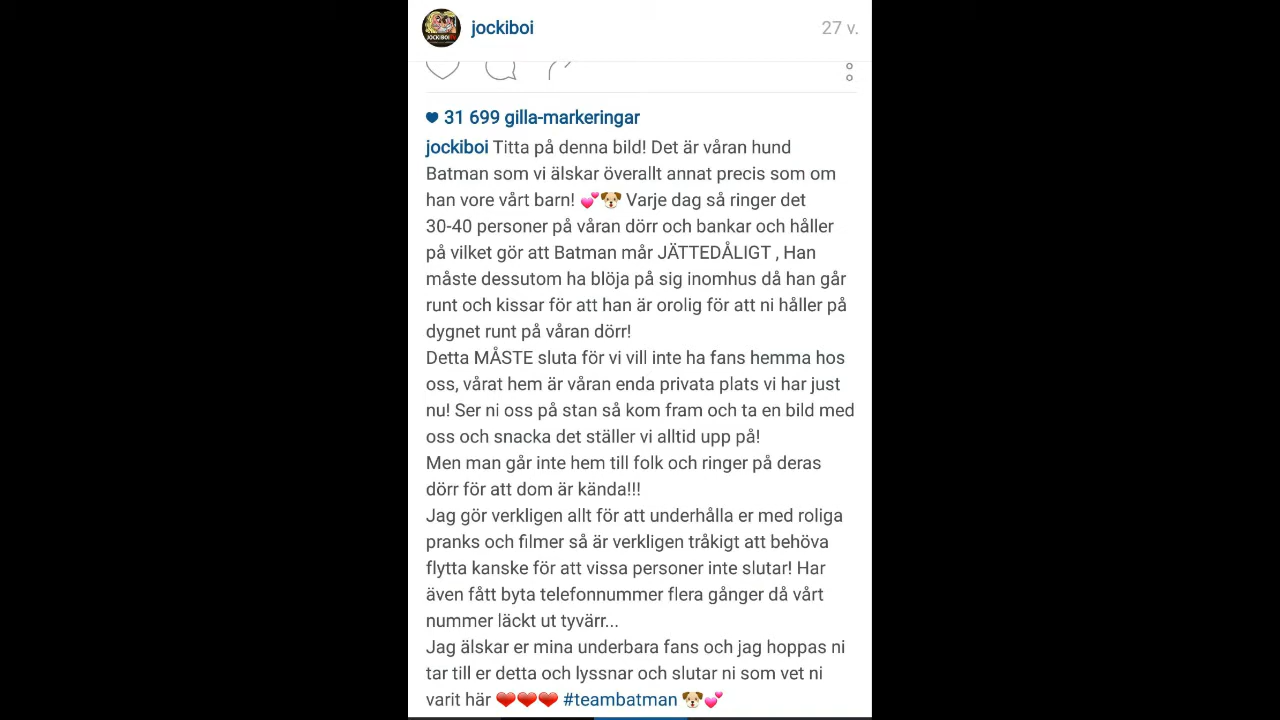 jockiboi
27 v.
31 699 gilla-markeringar
jockiboi Titta på denna bild! Det är våran hund
Batman som vi älskar överallt annat precis som om
han vore vårt barn! 💕🐶 Varje dag så ringer det
30-40 personer på våran dörr och bankar och håller
på vilket gör att Batman mår JÄTTEDÅLIGT , Han
måste dessutom ha blöja på sig inomhus då han går
runt och kissar för att han är orolig för att ni håller på
dygnet runt på våran dörr!
Detta MÅSTE sluta för vi vill inte ha fans hemma hos
oss, vårat hem är våran enda privata plats vi har just
nu! Ser ni oss på stan så kom fram och ta en bild med
oss och snacka det ställer vi alltid upp på!
Men man går inte hem till folk och ringer på deras
dörr för att dom är kända!!!
Jag gör verkligen allt för att underhålla er med roliga
pranks och filmer så är verkligen tråkigt att behöva
flytta kanske för att vissa personer inte slutar! Har
även fått byta telefonnummer flera gånger då vårt
nummer läckt ut tyvärr...
Jag älskar er mina underbara fans och jag hoppas ni
tar till er detta och lyssnar och slutar ni som vet ni
varit här ❤❤❤ #teambatman 🐶💕